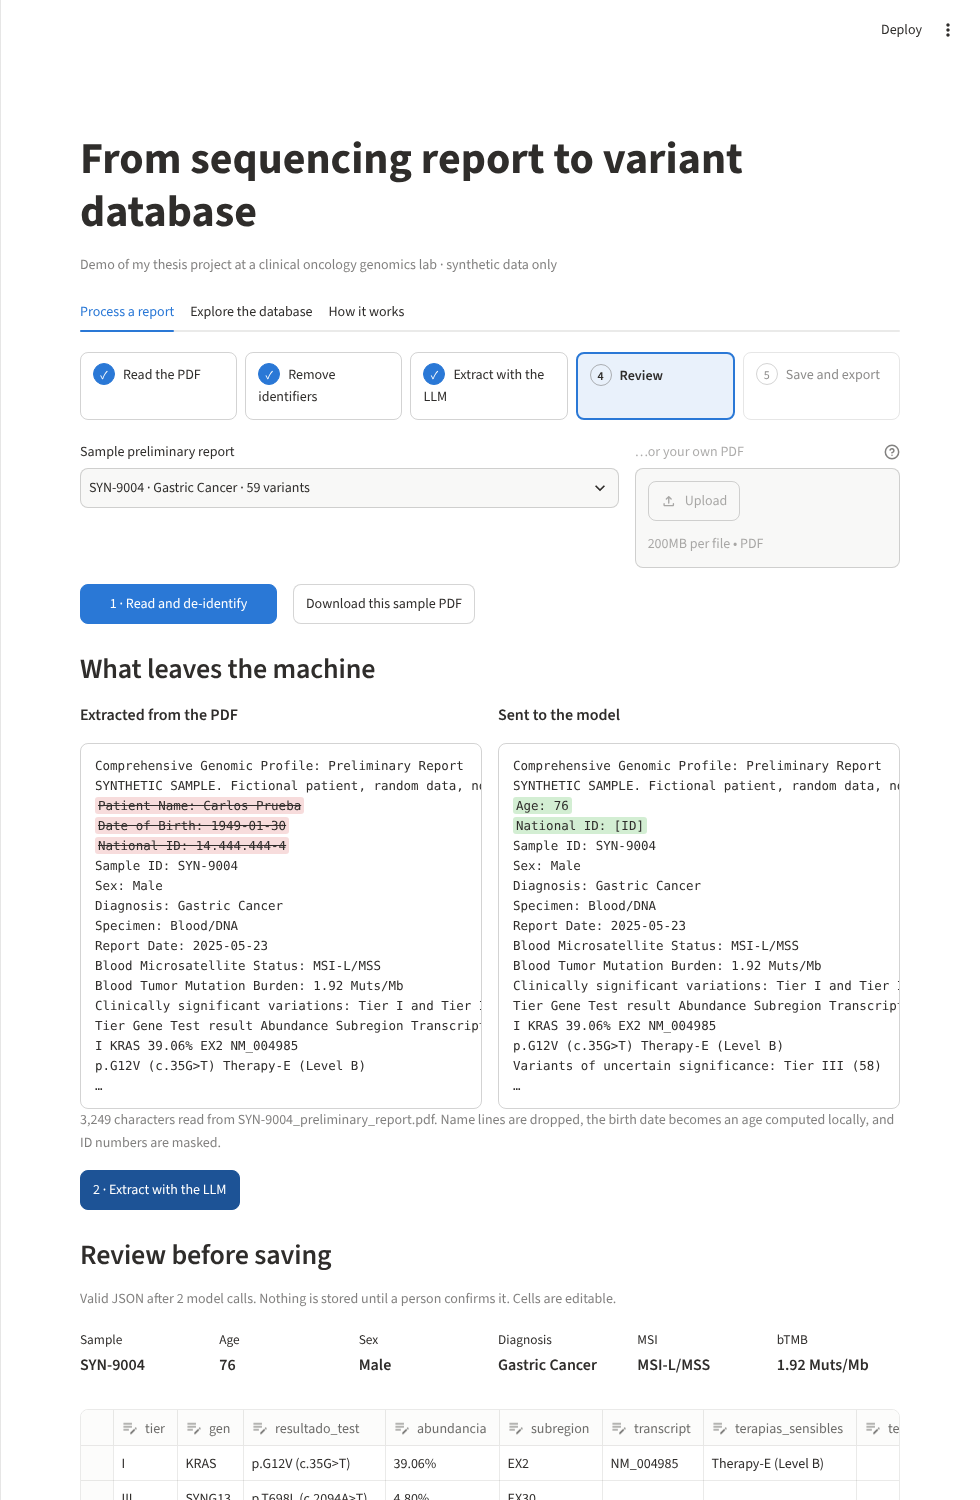 Deploy
From sequencing report to variant
database
Demo of my thesis project at a clinical oncology genomics lab · synthetic data only
Process a report Explore the database How it works
✓ Read the PDF
✓ Remove
identifiers
✓ Extract with the
LLM
4 Review
5 Save and export
Sample preliminary report
SYN-9004 · Gastric Cancer · 59 variants
…or your own PDF
Upload
200MB per file • PDF
1 · Read and de-identify
Download this sample PDF
What leaves the machine
Extracted from the PDF
Comprehensive Genomic Profile: Preliminary Report
SYNTHETIC SAMPLE. Fictional patient, random data, no
Patient Name: Carlos Prueba
Date of Birth: 1949-01-30
National ID: 14.444.444-4
Sample ID: SYN-9004
Sex: Male
Diagnosis: Gastric Cancer
Specimen: Blood/DNA
Report Date: 2025-05-23
Blood Microsatellite Status: MSI-L/MSS
Blood Tumor Mutation Burden: 1.92 Muts/Mb
Clinically significant variations: Tier I and Tier I
Tier Gene Test result Abundance Subregion Transcript
I KRAS 39.06% EX2 NM_004985
p.G12V (c.35G>T) Therapy-E (Level B)
…
Sent to the model
Comprehensive Genomic Profile: Preliminary Report
SYNTHETIC SAMPLE. Fictional patient, random data, no
Age: 76
National ID: [ID]
Sample ID: SYN-9004
Sex: Male
Diagnosis: Gastric Cancer
Specimen: Blood/DNA
Report Date: 2025-05-23
Blood Microsatellite Status: MSI-L/MSS
Blood Tumor Mutation Burden: 1.92 Muts/Mb
Clinically significant variations: Tier I and Tier I
Tier Gene Test result Abundance Subregion Transcript
I KRAS 39.06% EX2 NM_004985
p.G12V (c.35G>T) Therapy-E (Level B)
Variants of uncertain significance: Tier III (58)
…
3,249 characters read from SYN-9004_preliminary_report.pdf. Name lines are dropped, the birth date becomes an age computed locally, and
ID numbers are masked.
2 · Extract with the LLM
Review before saving
Valid JSON after 2 model calls. Nothing is stored until a person confirms it. Cells are editable.
Sample Age Sex Diagnosis MSI bTMB
SYN-9004 76 Male Gastric Cancer MSI-L/MSS 1.92 Muts/Mb
tier gen resultado_test abundancia subregion transcript terapias_sensibles te
I KRAS p.G12V (c.35G>T) 39.06% EX2 NM_004985 Therapy-E (Level B)
III SYNG13 p.T698I (c.2094A>T) 4.80% EX30